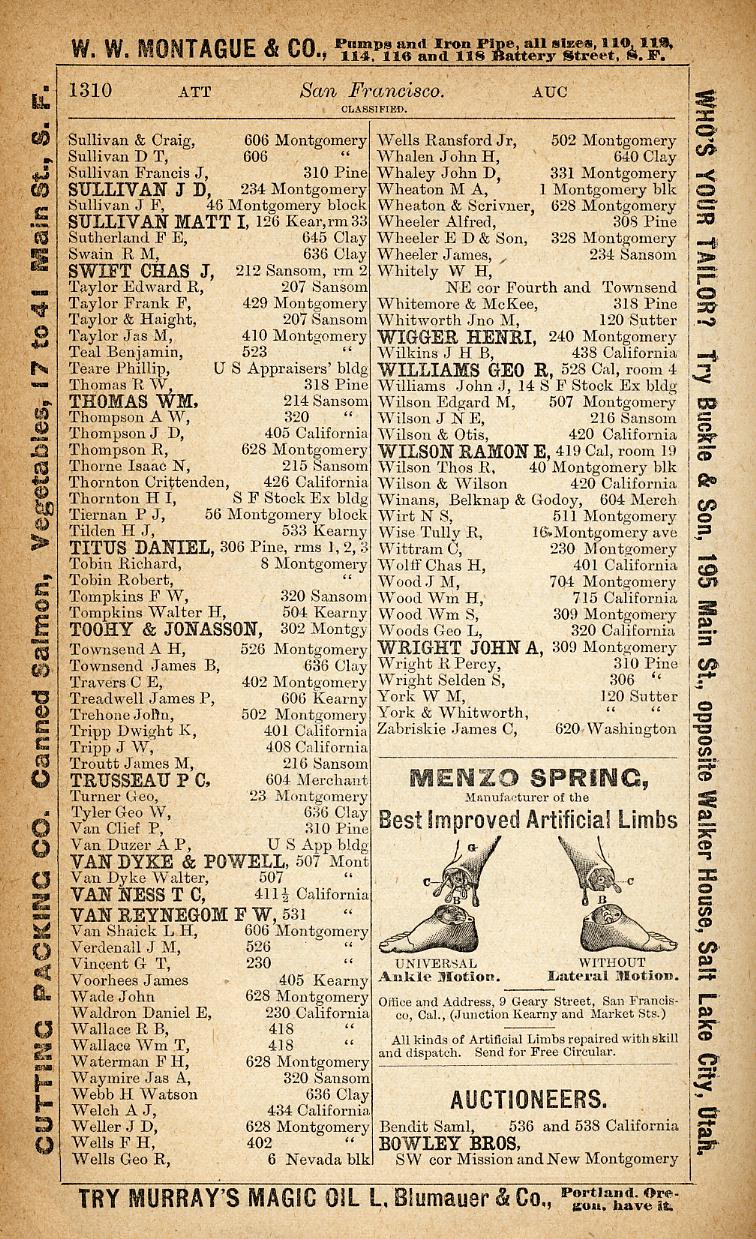 W. W. MONTAGUE & CO., Pumps and Iron Pipe, all sizes, 110, 112,
114, 116 and 118 Battery Street, S. F.
1310 ATT San Francisco. AUC
CLASSIFIED.
Sullivan & Craig, 606 Montgomery
Sullivan D T, 606 “
Sullivan Francis J, 310 Pine
SULLIVAN J D, 234 Montgomery
Sullivan J F, 46 Montgomery block
SULLIVAN MATT I, 126 Kear, rm 33
Sutherland F E, 645 Clay
Swain R M, 636 Clay
SWIFT CHAS J, 212 Sansom, rm 2
Taylor Edward R, 207 Sansom
Taylor Frank F, 429 Montgomery
Taylor & Haight, 207 Sansom
Taylor Jas M, 410 Montgomery
Teal Benjamin, 523 “
Teare Phillip, U S Appraisers' bldg
Thomas R W, 318 Pine
THOMAS WM. 214 Sansom
Thompson A W, 320 “
Thompson J D, 405 California
Thompson R, 628 Montgomery
Thorne Isaac N, 215 Sansom
Thornton Crittenden, 426 California
Thornton H I, S F Stock Ex bldg
Tiernan P J, 56 Montgomery block
Tilden H J, 533 Kearny
TITUS DANIEL, 306 Pine, rms 1, 2, 3
Tobin Richard, 8 Montgomery
Tobin Robert, “
Tompkins F W, 320 Sansom
Tompkins Walter H, 504 Kearny
TOOHY & JONASSON, 302 Montgy
Townsend A H, 526 Montgomery
Townsend James B, 636 Clay
Travers C E, 402 Montgomery
Treadwell James P, 606 Kearny
Trehone John, 502 Montgomery
Tripp Dwight K, 401 California
Tripp J W, 408 California
Troutt James M, 216 Sansom
TRUSSEAU P C, 604 Merchant
Turner Geo, 23 Montgomery
Tyler Geo W, 636 Clay
Van Clief P, 310 Pine
Van Duzer A P, U S App bldg
VAN DYKE & POWELL, 507 Mont
Van Dyke Walter, 507 “
VAN NESS T C, 411½ California
VAN REYNEGOM F W, 531 “
Van Shaick L H, 606 Montgomery
Verdenall J M, 526 “
Vincent G T, 230 “
Voorhees James 405 Kearny
Wade John 628 Montgomery
Waldron Daniel E, 230 California
Wallace R B, 418 “
Wallace Wm T, 418 “
Waterman F H, 628 Montgomery
Waymire Jas A, 320 Sansom
Webb H Watson 636 Clay
Welch A J, 434 California
Weller J D, 628 Montgomery
Wells F H, 402 “
Wells Geo R, 6 Nevada blk
Wells Ransford Jr, 502 Montgomery
Whalen John H, 640 Clay
Whaley John D, 331 Montgomery
Wheaton M A, 1 Montgomery blk
Wheaton & Scrivner, 628 Montgomery
Wheeler Alfred, 308 Pine
Wheeler E D & Son, 328 Montgomery
Wheeler James, 234 Sansom
Whitely W H,
NE cor Fourth and Townsend
Whitemore & McKee, 318 Pine
Whitworth Jno M, 120 Sutter
WIGGER HENRI, 240 Montgomery
Wilkins J H B, 438 California
WILLIAMS GEO R, 528 Cal, room 4
Williams John J, 14 S F Stock Ex bldg
Wilson Edgard M, 507 Montgomery
Wilson J N E, 216 Sansom
Wilson & Otis, 420 California
WILSON RAMON E, 419 Cal, room 19
Wilson Thos R, 40 Montgomery blk
Wilson & Wilson 420 California
Winans, Belknap & Godoy, 604 Merch
Wirt N S, 511 Montgomery
Wise Tully R, 16 Montgomery ave
Wittram C, 230 Montgomery
Wolff Chas H, 401 California
Wood J M, 704 Montgomery
Wood Wm H, 715 California
Wood Wm S, 309 Montgomery
Woods Geo L, 320 California
WRIGHT JOHN A, 309 Montgomery
Wright R Percy, 310 Pine
Wright Selden S, 306 “
York W M, 120 Sutter
York & Whitworth, “ “
Zabriskie James C, 620 Washington
MENZO SPRING,
Manufacturer of the
Best Improved Artificial Limbs
G C B
C B
UNIVERSAL WITHOUT
Ankle Motion. Lateral Motion.
Office and Address, 9 Geary Street, San Francis-
co, Cal., (Junction Kearny and Market Sts.)
All kinds of Artificial Limbs repaired with skill
and dispatch. Send for Free Circular.
AUCTIONEERS.
Bendit Saml, 536 and 538 California
BOWLEY BROS,
SW cor Mission and New Montgomery
CUTTING PACKING CO. Canned Salmon, Vegetables, 17 to 41 Main St., S. F.
WHO'S YOUR TAILOR? Try Buckle & Son, 195 Main St., opposite Walker House, Salt Lake City, Utah.
TRY MURRAY'S MAGIC OIL L. Blumauer & Co., Portland. Ore-
gon, have it.